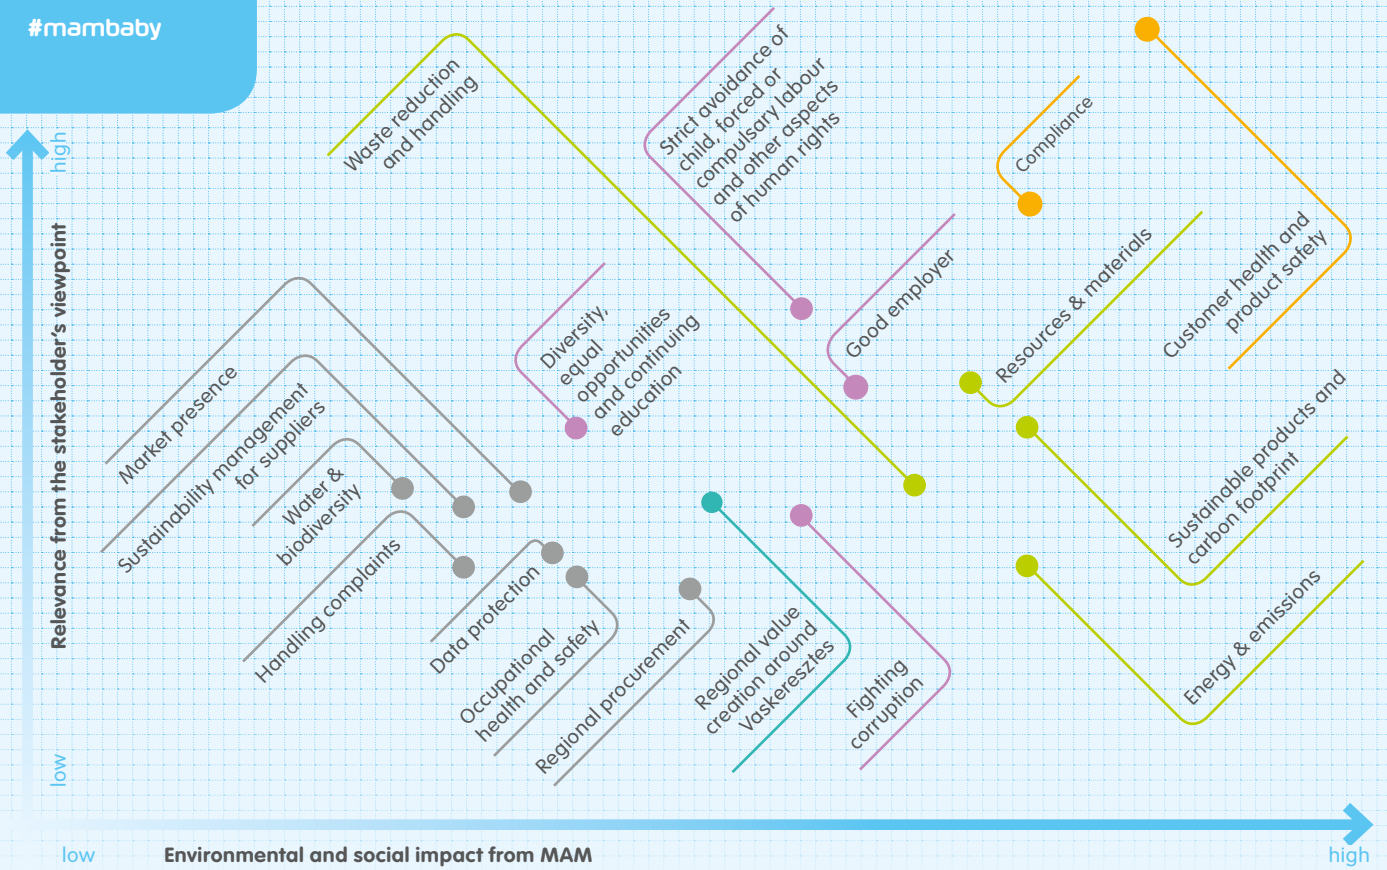 #mambaby
high
Relevance from the stakeholder's viewpoint
low
Waste reduction
and handling
Strict avoidance of
child, forced or
compulsary labour
and other aspects
of human rights
Compliance
Customer health and
product safety
Good employer
Resources & materials
Diversity,
equal
opportunities
and continuing
education
Market presence
Sustainability management
for suppliers
Water &
biodiversity
Handling complaints
Data protection
Occupational
health and safety
Regional procurement
Regional value
creation around
Vaskeresztes
Fighting
corruption
Sustainable products and
carbon footprint
Energy & emissions
low
Environmental and social impact from MAM
high